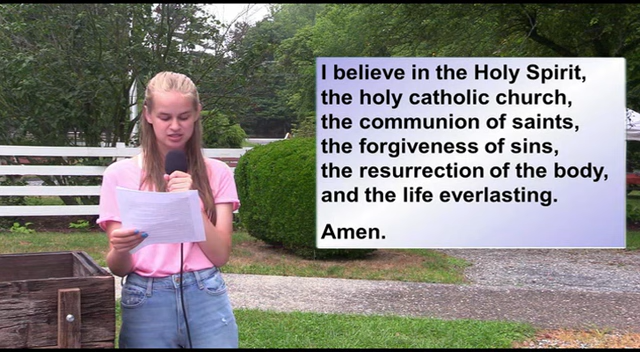 I believe in the Holy Spirit,
the holy catholic church,
the communion of saints,
the forgiveness of sins,
the resurrection of the body,
and the life everlasting.
Amen.